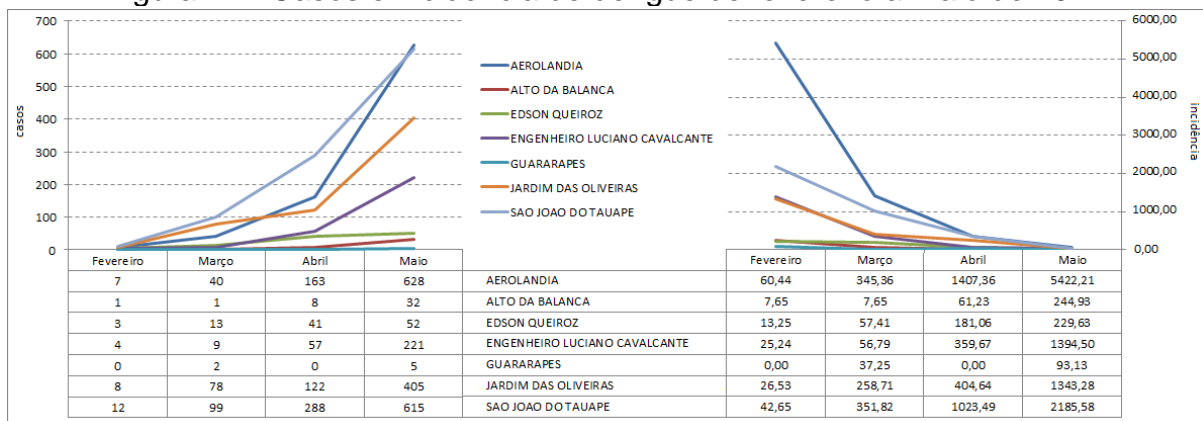 700
600
500
400
300
200
100
0
casos
AEROLANDIA
ALTO DA BALANCA
EDSON QUEIROZ
ENGENHEIRO LUCIANO CAVALCANTE
GUARARAPES
JARDIM DAS OLIVEIRAS
SAO JOAO DO TAUAPE
6000,00
5000,00
4000,00
3000,00
2000,00
1000,00
0,00
incidência
Fevereiro Março Abril Maio Fevereiro Março Abril Maio
7 40 163 628 AEROLANDIA 60,44 345,36 1407,36 5422,21
1 1 8 32 ALTO DA BALANCA 7,65 7,65 61,23 244,93
3 13 41 52 EDSON QUEIROZ 13,25 57,41 181,06 229,63
4 9 57 221 ENGENHEIRO LUCIANO CAVALCANTE 25,24 56,79 359,67 1394,50
0 2 0 5 GUARARAPES 0,00 37,25 0,00 93,13
8 78 122 405 JARDIM DAS OLIVEIRAS 26,53 258,71 404,64 1343,28
12 99 288 615 SAO JOAO DO TAUAPE 42,65 351,82 1023,49 2185,58